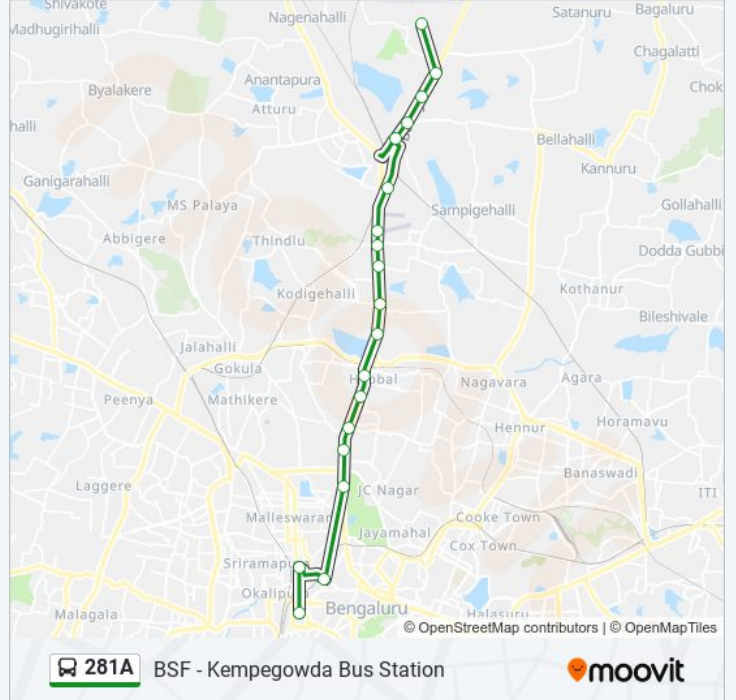 Shivakote
Nagenahalli
Satanuru
Bagaluru
Madhugirihalli
Chagalatti
Byalakere
Anantapura
Chok
Atturu
halli
Bellahalli
Kannuru
Ganigarahalli
MS Palaya
Sampigehalli
Gollahalli
Abbigere
Thindlu
Dodda Gubbi
Kodigehalli
Kothanur
Bileshivale
Jalahalli
Gokula
Nagavara
Agara
Peenya
Mathikere
Hennur
Horamavu
Banaswadi
Laggere
JC Nagar
ITI
Malleswaram
Cooke Town
Jayamahal
Cox Town
Sriramapu
Okalipu
Malagala
Bengaluru
Halasuru
© OpenStreetMap contributors | © OpenMapTiles
281A BSF - Kempegowda Bus Station
moovit